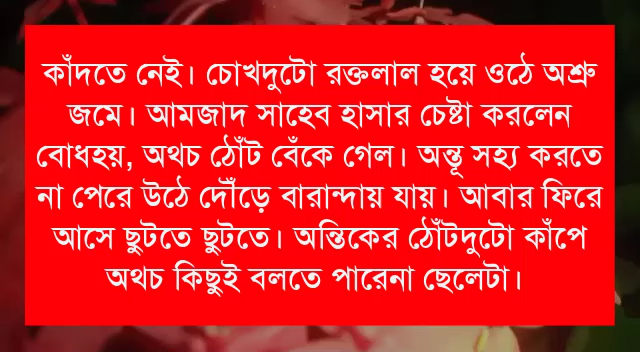 কাঁদতে নেই। চোখদুটো রক্তলাল হয়ে ওঠে অশ্রু
জমে। আমজাদ সাহেব হাসার চেষ্টা করলেন
বোধহয়, অথচ ঠোঁট বেঁকে গেল। অন্তূ সহ্য করতে
না পেরে উঠে দৌঁড়ে বারান্দায় যায়। আবার ফিরে
আসে ছুটতে ছুটতে। অন্তিকের ঠোঁটদুটো কাঁপে
অথচ কিছুই বলতে পারেনা ছেলেটা।